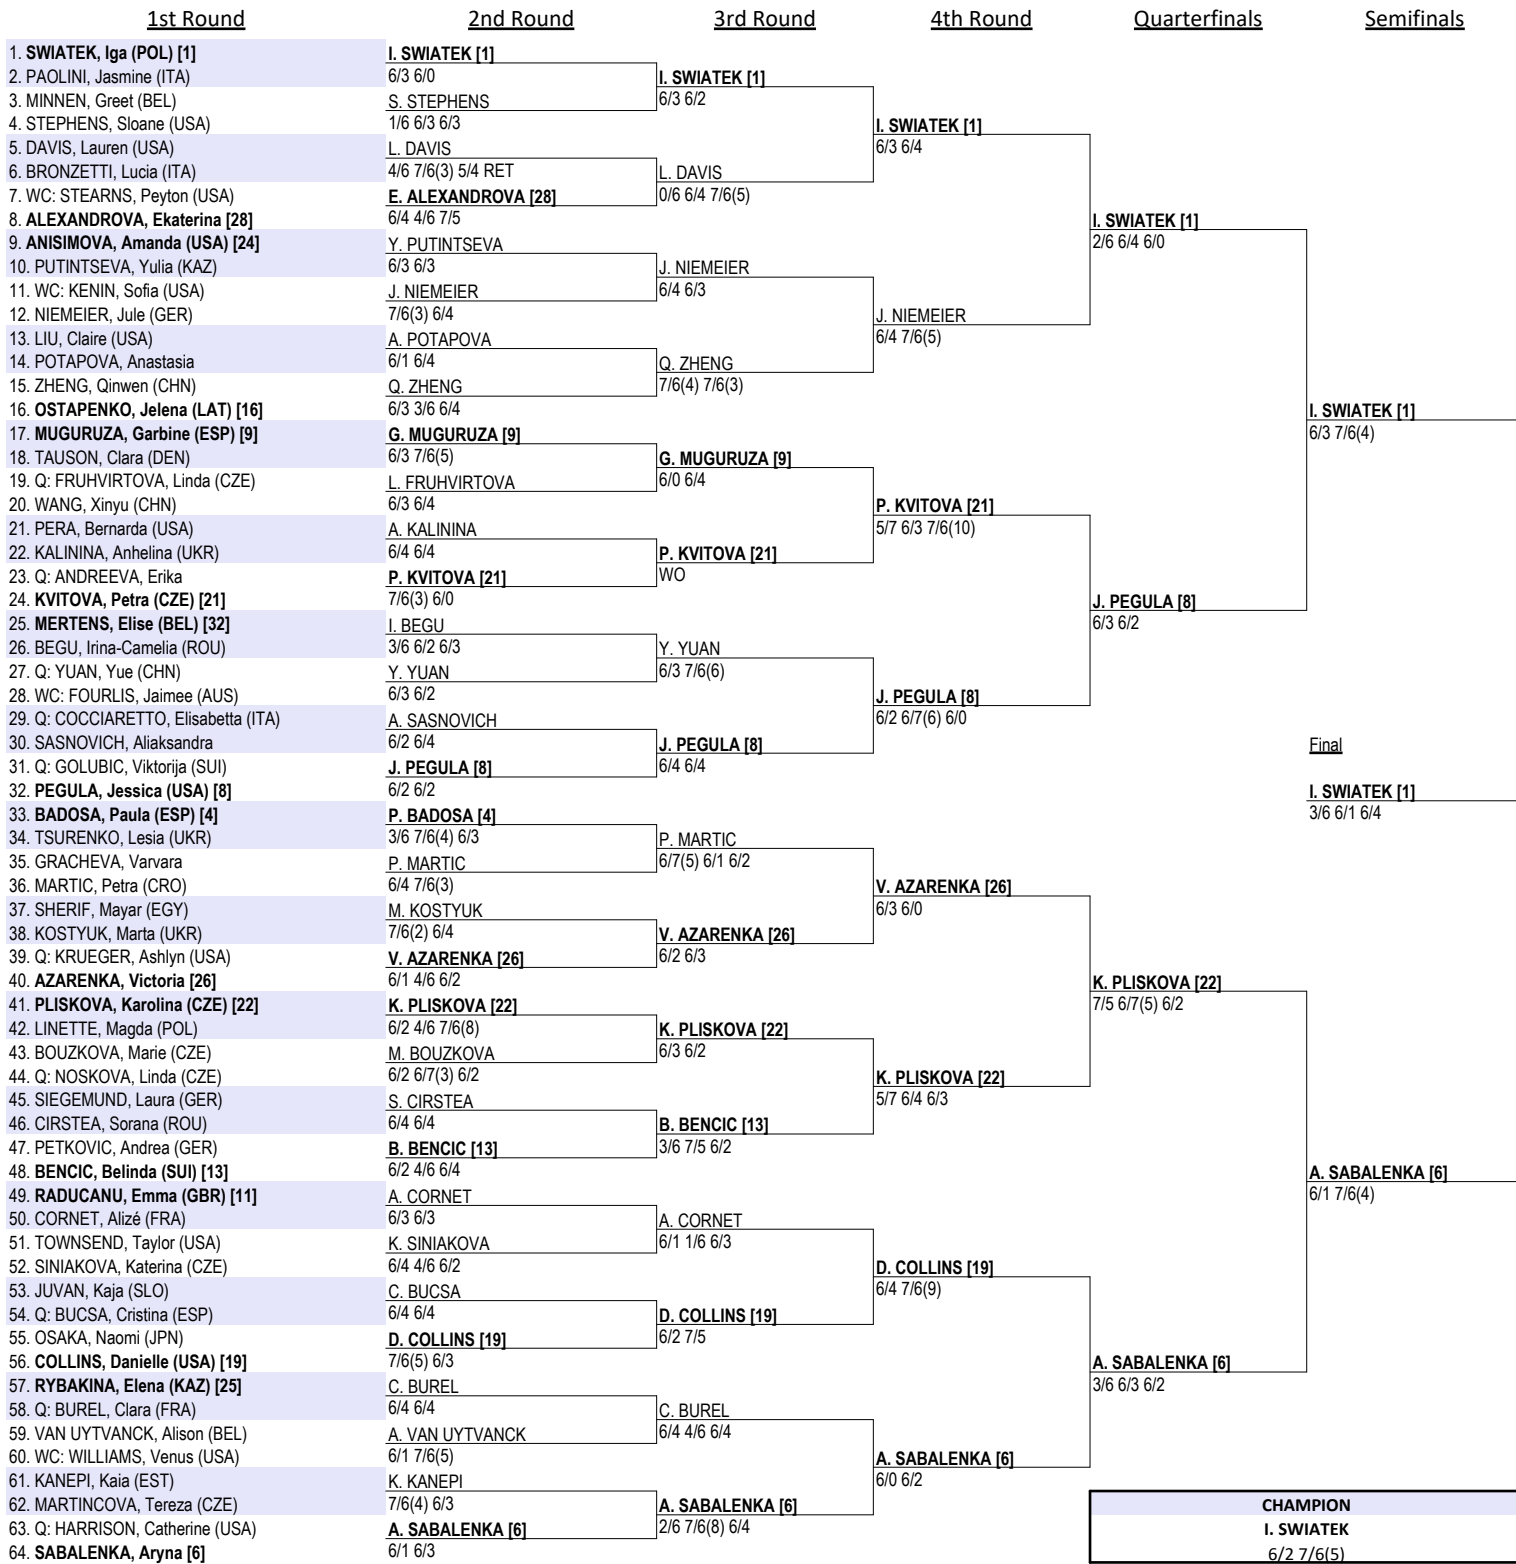 1st Round
2nd Round
3rd Round
4th Round
Quarterfinals
Semifinals
1. SWIATEK, Iga (POL) [1]
2. PAOLINI, Jasmine (ITA)
3. MINNEN, Greet (BEL)
4. STEPHENS, Sloane (USA)
5. DAVIS, Lauren (USA)
6. BRONZETTI, Lucia (ITA)
7. WC: STEARNS, Peyton (USA)
8. ALEXANDROVA, Ekaterina [28]
9. ANISIMOVA, Amanda (USA) [24]
10. PUTINTSEVA, Yulia (KAZ)
11. WC: KENIN, Sofia (USA)
12. NIEMEIER, Jule (GER)
13. LIU, Claire (USA)
14. POTAPOVA, Anastasia
15. ZHENG, Qinwen (CHN)
16. OSTAPENKO, Jelena (LAT) [16]
17. MUGURUZA, Garbine (ESP) [9]
18. TAUSON, Clara (DEN)
19. Q: FRUHVIRTOVA, Linda (CZE)
20. WANG, Xinyu (CHN)
21. PERA, Bernarda (USA)
22. KALININA, Anhelina (UKR)
23. Q: ANDREEVA, Erika
24. KVITOVA, Petra (CZE) [21]
25. MERTENS, Elise (BEL) [32]
26. BEGU, Irina-Camelia (ROU)
27. Q: YUAN, Yue (CHN)
28. WC: FOURLIS, Jaimee (AUS)
29. Q: COCCIARETTO, Elisabetta (ITA)
30. SASNOVICH, Aliaksandra
31. Q: GOLUBIC, Viktorija (SUI)
32. PEGULA, Jessica (USA) [8]
33. BADOSA, Paula (ESP) [4]
34. TSURENKO, Lesia (UKR)
35. GRACHEVA, Varvara
36. MARTIC, Petra (CRO)
37. SHERIF, Mayar (EGY)
38. KOSTYUK, Marta (UKR)
39. Q: KRUEGER, Ashlyn (USA)
40. AZARENKA, Victoria [26]
41. PLISKOVA, Karolina (CZE) [22]
42. LINETTE, Magda (POL)
43. BOUZKOVA, Marie (CZE)
44. Q: NOSKOVA, Linda (CZE)
45. SIEGEMUND, Laura (GER)
46. CIRSTEA, Sorana (ROU)
47. PETKOVIC, Andrea (GER)
48. BENCIC, Belinda (SUI) [13]
49. RADUCANU, Emma (GBR) [11]
50. CORNET, Alizé (FRA)
51. TOWNSEND, Taylor (USA)
52. SINIAKOVA, Katerina (CZE)
53. JUVAN, Kaja (SLO)
54. Q: BUCSA, Cristina (ESP)
55. OSAKA, Naomi (JPN)
56. COLLINS, Danielle (USA) [19]
57. RYBAKINA, Elena (KAZ) [25]
58. Q: BUREL, Clara (FRA)
59. VAN UYTVANCK, Alison (BEL)
60. WC: WILLIAMS, Venus (USA)
61. KANEPI, Kaia (EST)
62. MARTINCOVA, Tereza (CZE)
63. Q: HARRISON, Catherine (USA)
64. SABALENKA, Aryna [6]
I. SWIATEK [1]
6/3 6/0
S. STEPHENS
1/6 6/3 6/3
L. DAVIS
4/6 7/6(3) 5/4 RET
E. ALEXANDROVA [28]
6/4 4/6 7/5
Y. PUTINTSEVA
6/3 6/3
J. NIEMEIER
7/6(3) 6/4
A. POTAPOVA
6/1 6/4
Q. ZHENG
6/3 3/6 6/4
G. MUGURUZA [9]
6/3 7/6(5)
L. FRUHVIRTOVA
6/3 6/4
A. KALININA
6/4 6/4
P. KVITOVA [21]
7/6(3) 6/0
I. BEGU
3/6 6/2 6/3
Y. YUAN
6/3 6/2
A. SASNOVICH
6/2 6/4
J. PEGULA [8]
6/2 6/2
P. BADOSA [4]
3/6 7/6(4) 6/3
P. MARTIC
6/4 7/6(3)
M. KOSTYUK
7/6(2) 6/4
V. AZARENKA [26]
6/1 4/6 6/2
K. PLISKOVA [22]
6/2 4/6 7/6(8)
M. BOUZKOVA
6/2 6/7(3) 6/2
S. CIRSTEA
6/4 6/4
B. BENCIC [13]
6/2 4/6 6/4
A. CORNET
6/3 6/3
K. SINIAKOVA
6/4 4/6 6/2
C. BUCSA
6/4 6/4
D. COLLINS [19]
7/6(5) 6/3
C. BUREL
6/4 6/4
A. VAN UYTVANCK
6/1 7/6(5)
K. KANEPI
7/6(4) 6/3
A. SABALENKA [6]
6/1 6/3
I. SWIATEK [1]
6/3 6/2
L. DAVIS
0/6 6/4 7/6(5)
J. NIEMEIER
6/4 6/3
Q. ZHENG
7/6(4) 7/6(3)
G. MUGURUZA [9]
6/0 6/4
P. KVITOVA [21]
WO
Y. YUAN
6/3 7/6(6)
J. PEGULA [8]
6/4 6/4
P. MARTIC
6/7(5) 6/1 6/2
V. AZARENKA [26]
6/2 6/3
K. PLISKOVA [22]
6/3 6/2
B. BENCIC [13]
3/6 7/5 6/2
A. CORNET
6/1 1/6 6/3
D. COLLINS [19]
6/2 7/5
C. BUREL
6/4 4/6 6/4
A. SABALENKA [6]
2/6 7/6(8) 6/4
I. SWIATEK [1]
6/3 6/4
J. NIEMEIER
6/4 7/6(5)
P. KVITOVA [21]
5/7 6/3 7/6(10)
J. PEGULA [8]
6/2 6/7(6) 6/0
V. AZARENKA [26]
6/3 6/0
K. PLISKOVA [22]
5/7 6/4 6/3
D. COLLINS [19]
6/4 7/6(9)
A. SABALENKA [6]
6/0 6/2
I. SWIATEK [1]
2/6 6/4 6/0
J. PEGULA [8]
6/3 6/2
K. PLISKOVA [22]
7/5 6/7(5) 6/2
A. SABALENKA [6]
3/6 6/3 6/2
I. SWIATEK [1]
6/3 7/6(4)
Final
I. SWIATEK [1]
3/6 6/1 6/4
A. SABALENKA [6]
6/1 7/6(4)
CHAMPION
I. SWIATEK
6/2 7/6(5)